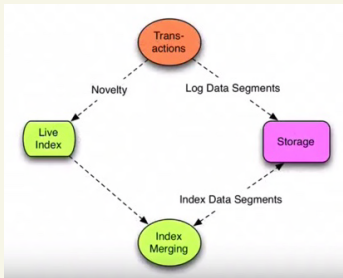 Trans-
actions
Novelty
Log Data Segments
Live
Index
Storage
Index Data Segments
Index
Merging